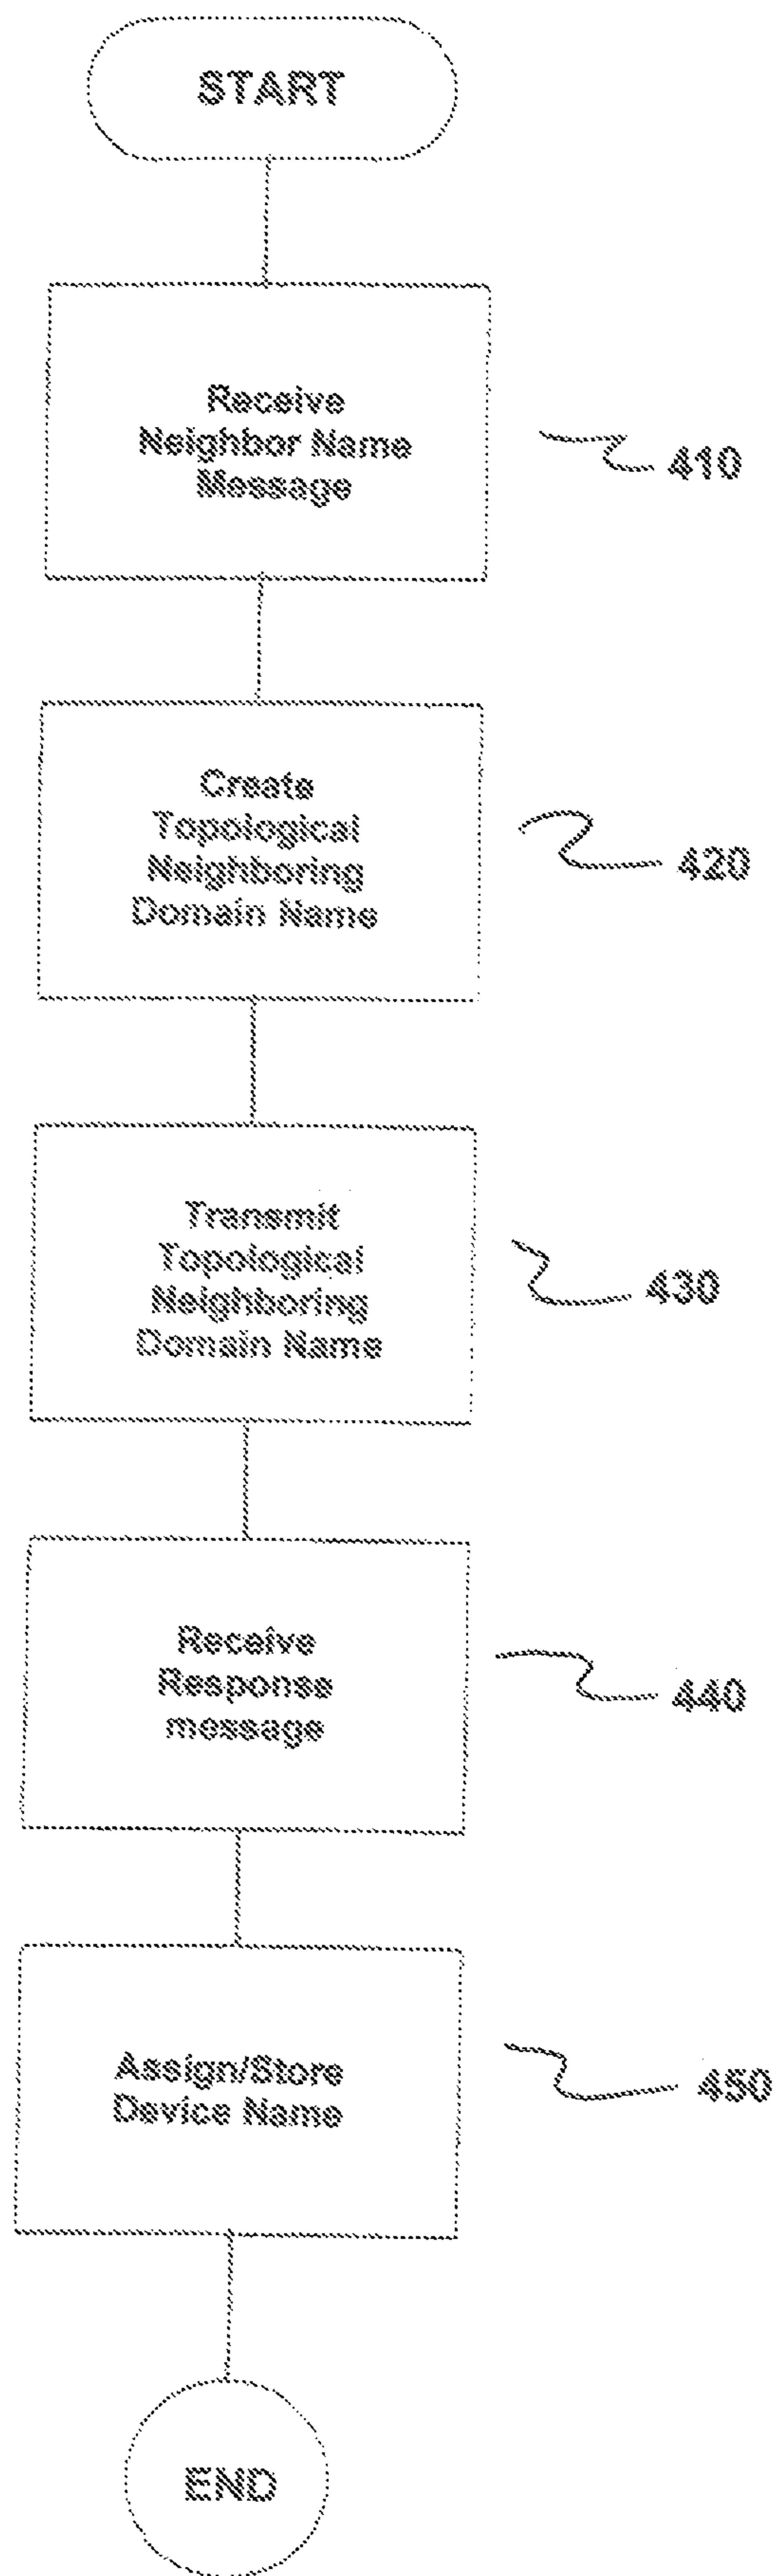 START
Receive
Neighbor Name
Message
410
Create
Topological
Neighboring
Domain Name
420
Transmit
Topological
Neighboring
Domain Name
430
Receive
Response
message
440
Assign/Store
Device Name
450
END